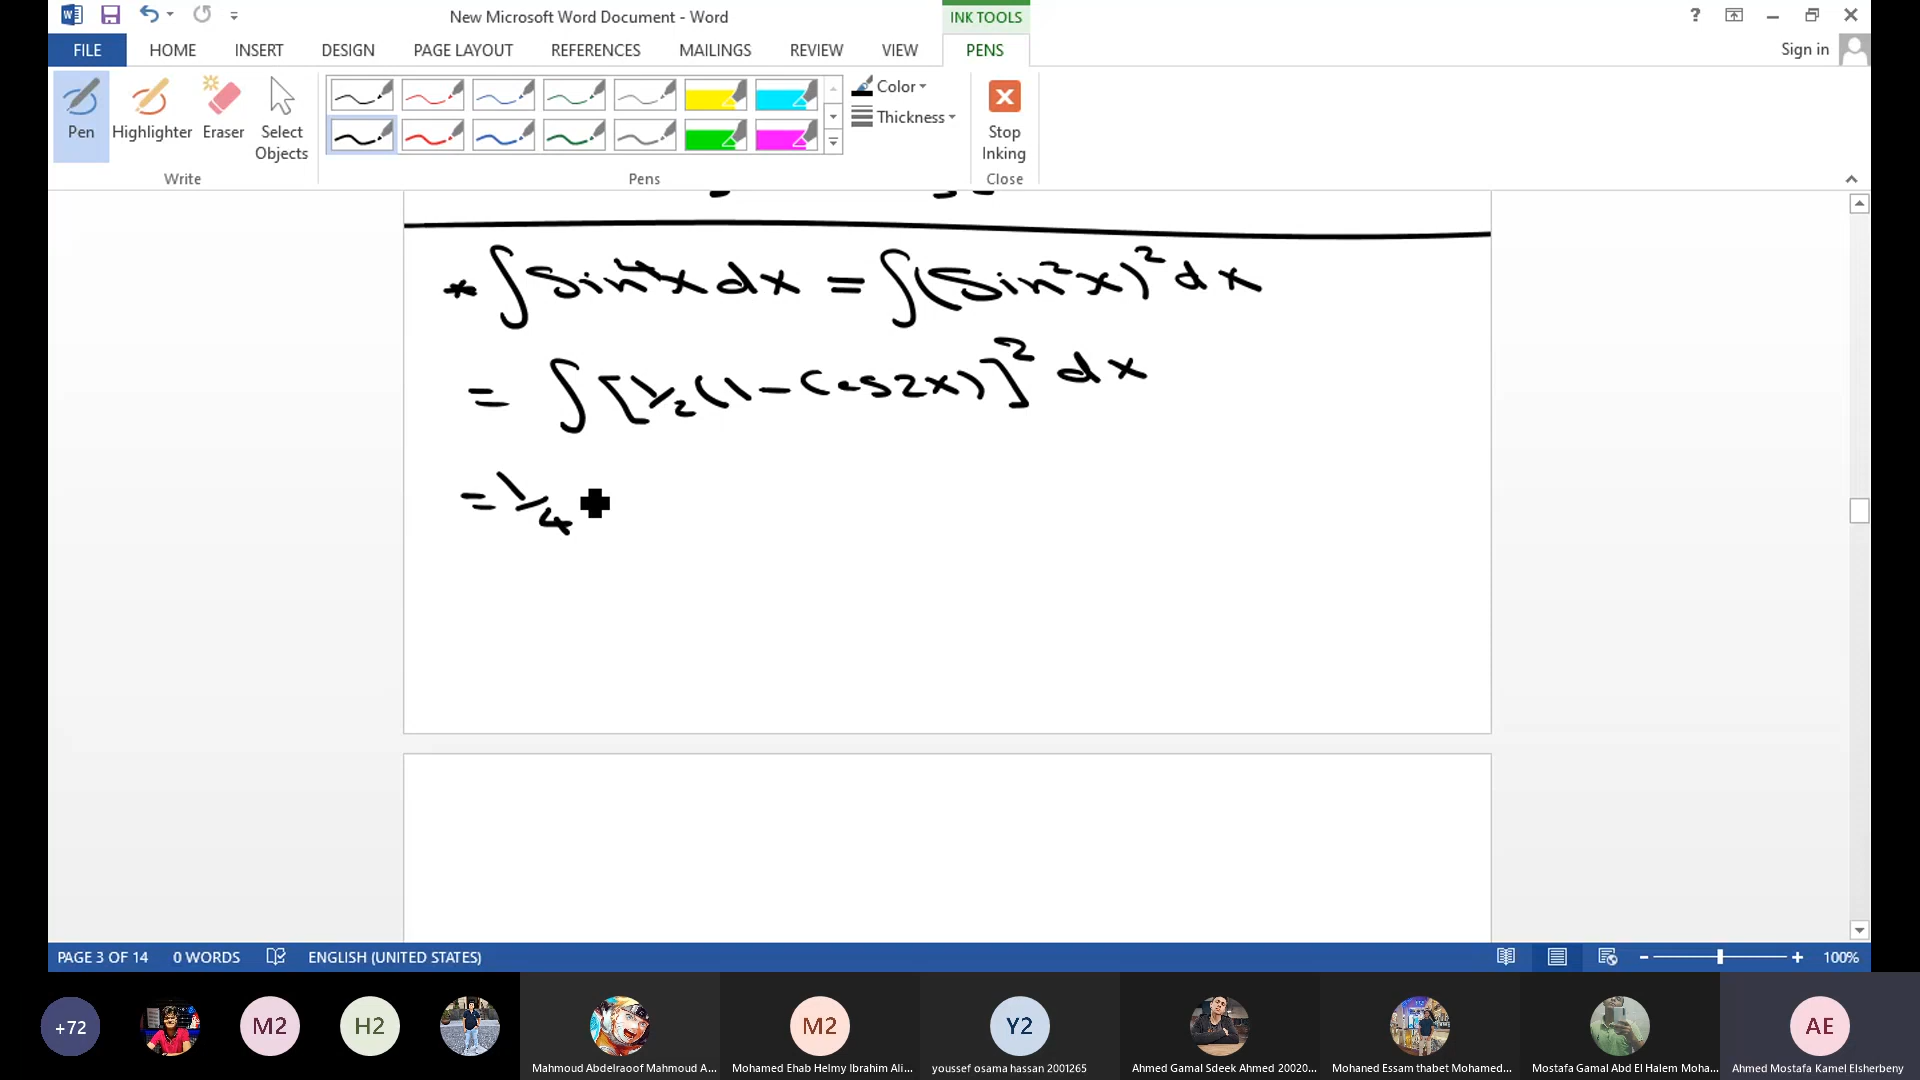 New Microsoft Word Document - Word
INK TOOLS
?
FILE HOME INSERT DESIGN PAGE LAYOUT REFERENCES MAILINGS REVIEW VIEW PENS
Sign in
Pen
Highlighter
Eraser
Select Objects
Color
Thickness
Stop Inking
Write
Pens
Close
* ∫ Sin⁴x dx = ∫ (Sin²x)² dx
= ∫ [1/2 (1 - Cos2x)]² dx
= 1/4
PAGE 3 OF 14 0 WORDS ENGLISH (UNITED STATES)
100%
+72
M2
H2
M2
Y2
AE
Mahmoud Abdelraoof Mahmoud A...
Mohamed Ehab Helmy Ibrahim Ali...
youssef osama hassan 2001265
Ahmed Gamal Sdeek Ahmed 20020...
Mohaned Essam thabet Mohamed...
Mostafa Gamal Abd El Halem Moha...
Ahmed Mostafa Kamel Elsherbeny